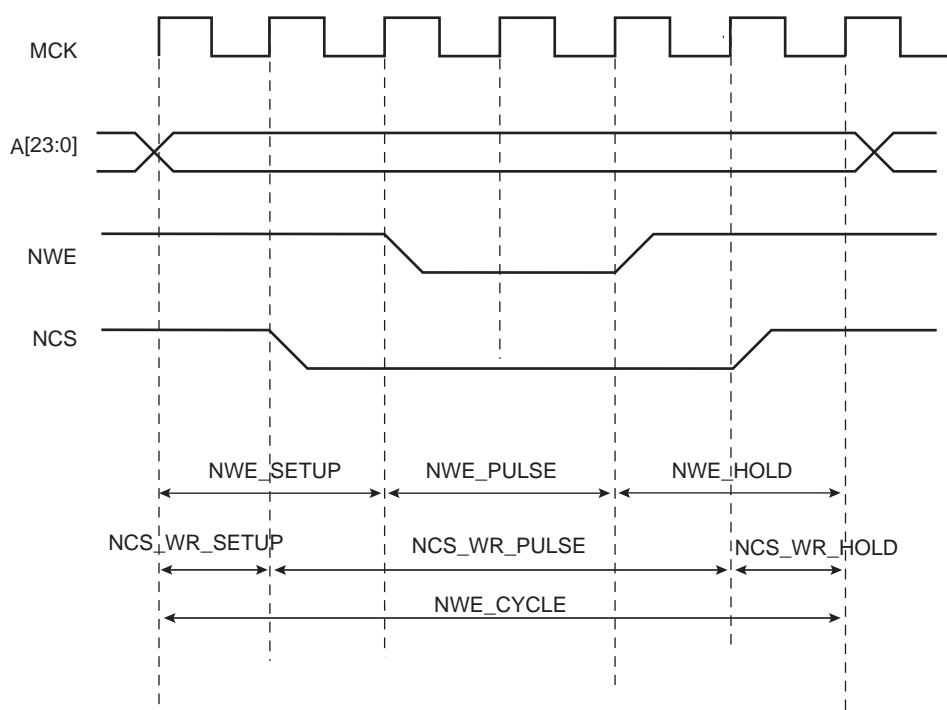 MCK
A[23:0]
NWE
NCS
NWE_SETUP NWE_PULSE NWE_HOLD
NCS_WR_SETUP NCS_WR_PULSE NCS_WR_HOLD
NWE_CYCLE